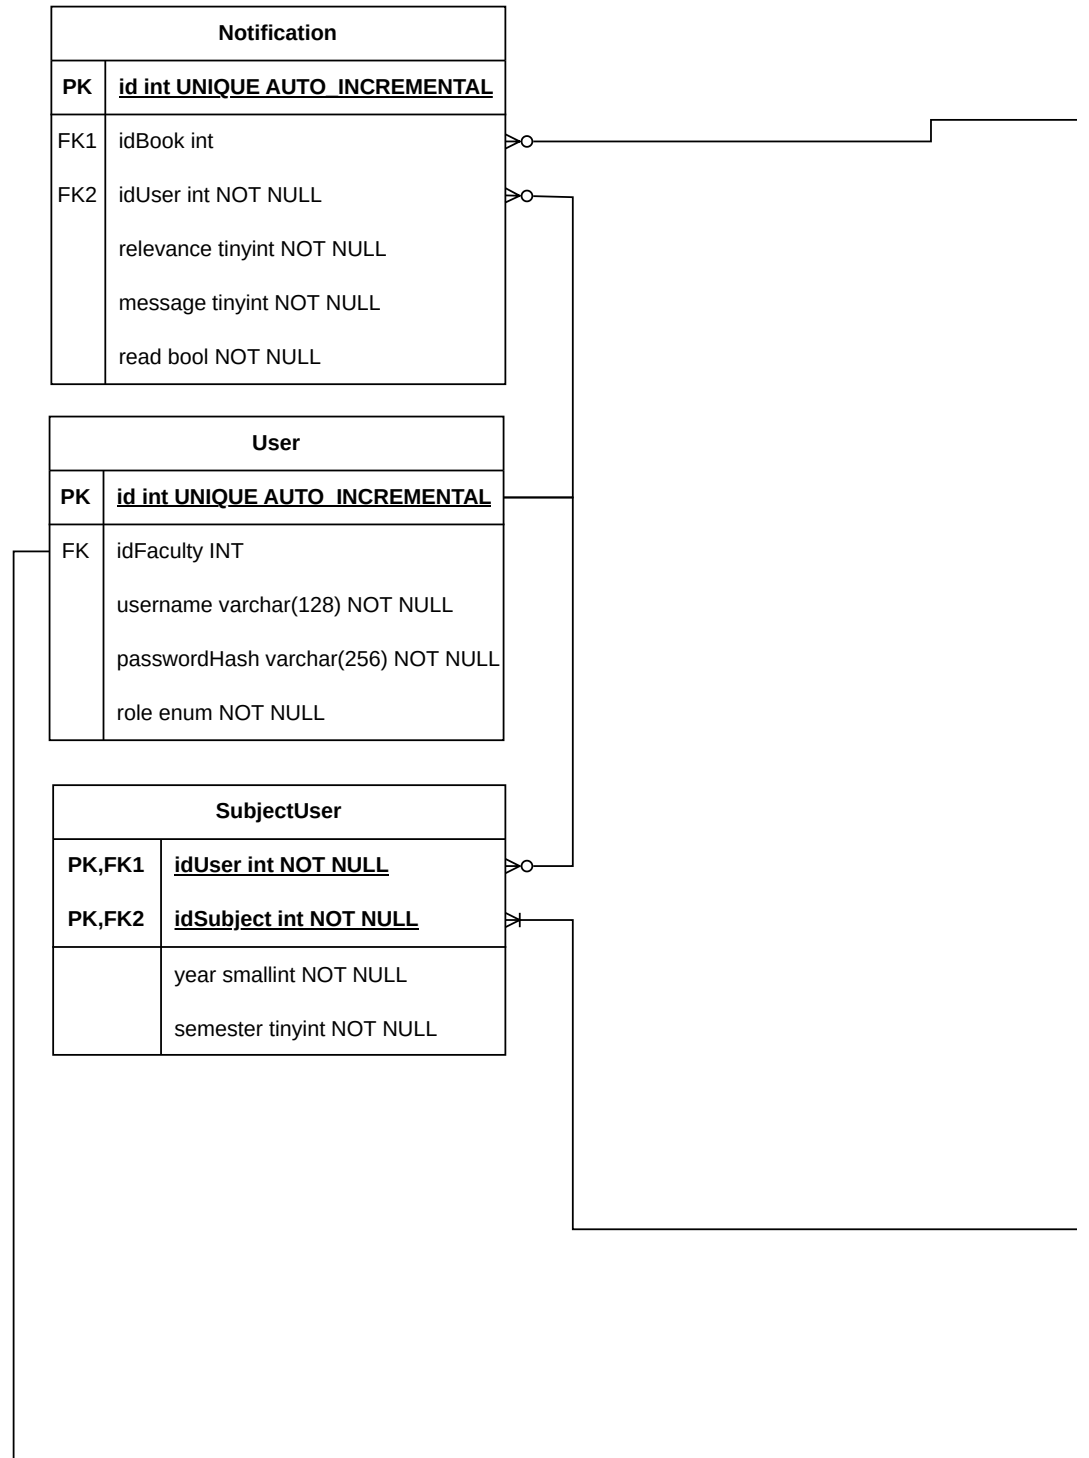 Notification
PK id int UNIQUE AUTO_INCREMENTAL
FK1 idBook int
FK2 idUser int NOT NULL
relevance tinyint NOT NULL
message tinyint NOT NULL
read bool NOT NULL
User
PK id int UNIQUE AUTO_INCREMENTAL
FK idFaculty INT
username varchar(128) NOT NULL
passwordHash varchar(256) NOT NULL
role enum NOT NULL
SubjectUser
PK,FK1 idUser int NOT NULL
PK,FK2 idSubject int NOT NULL
year smallint NOT NULL
semester tinyint NOT NULL